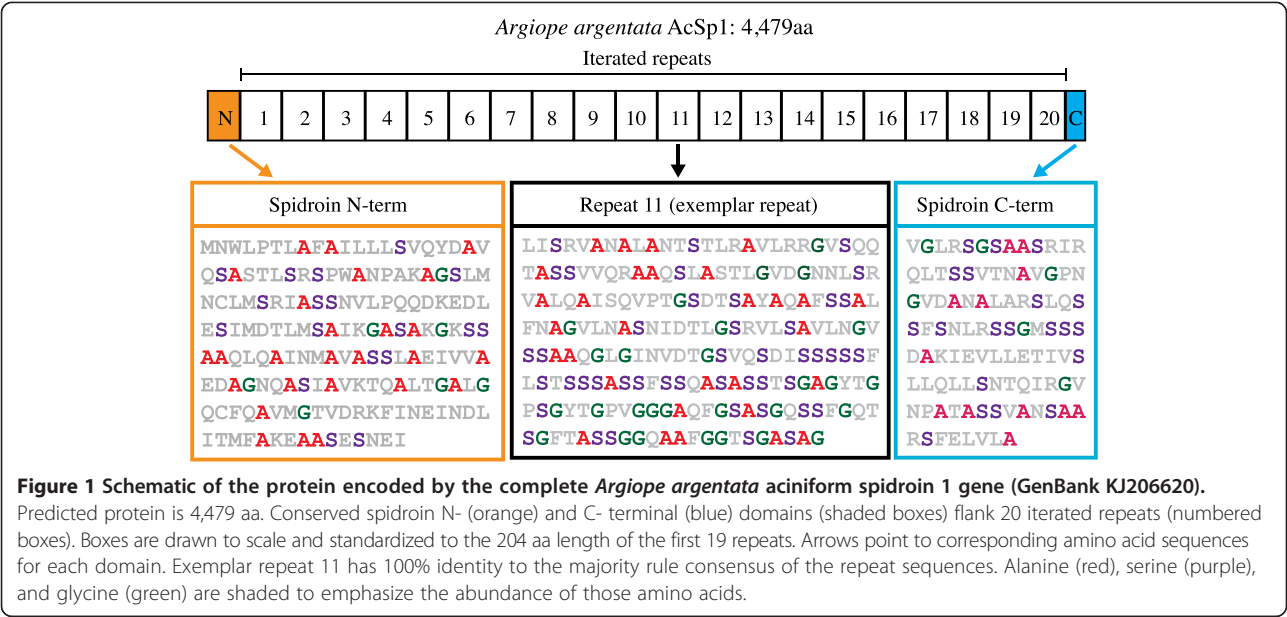 Argiope argentata AcSp1: 4,479aa
Iterated repeats
N 1 2 3 4 5 6 7 8 9 10 11 12 13 14 15 16 17 18 19 20 C
Spidroin N-term
MNWLPTLAFAILLLSVQYDAV
QSASTLSRSPWANPAKAGSLM
NCLMSRIASSNVLPQQDKEDL
ESIMDTLMSAIKGASAKGKSS
AAQLQAINMAVASSLAEIVVA
EDAGNQASIAVKTQALTGALG
QCFQAVMGTVDRKFINEINDL
ITMFAKEAASESNEI
Repeat 11 (exemplar repeat)
LISRVANALANTSTLRAVLRRGVSQQ
TASSVVQRAAQSLASTLGVDGNNLSR
VALQAISQVPTGSDTSAYAQAFSSAL
FNAGVLNASNIDTLGSRVLSAVLNGV
SSAAQGLGINVDTGSVQSDISSSSSF
LSTSSSASSFSSQASASSTSGAGYTG
PSGYTGPVGGGAQFGSASGQSSFGQT
SGFTASSGGQAAFGGTSGASAG
Spidroin C-term
VGLRSGSAASRIR
QLTSSVTNAVGPN
GVDANALARSLQS
SFSNLRSSGMSSS
DAKIEVLLETIVS
LLQLLSNTQIRGV
NPATASSVANSAA
RSFELVLA
Figure 1 Schematic of the protein encoded by the complete Argiope argentata aciniform spidroin 1 gene (GenBank KJ206620).
Predicted protein is 4,479 aa. Conserved spidroin N- (orange) and C- terminal (blue) domains (shaded boxes) flank 20 iterated repeats (numbered
boxes). Boxes are drawn to scale and standardized to the 204 aa length of the first 19 repeats. Arrows point to corresponding amino acid sequences
for each domain. Exemplar repeat 11 has 100% identity to the majority rule consensus of the repeat sequences. Alanine (red), serine (purple),
and glycine (green) are shaded to emphasize the abundance of those amino acids.